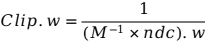 Clip. w = 1 / (M⁻¹ × ndc). w